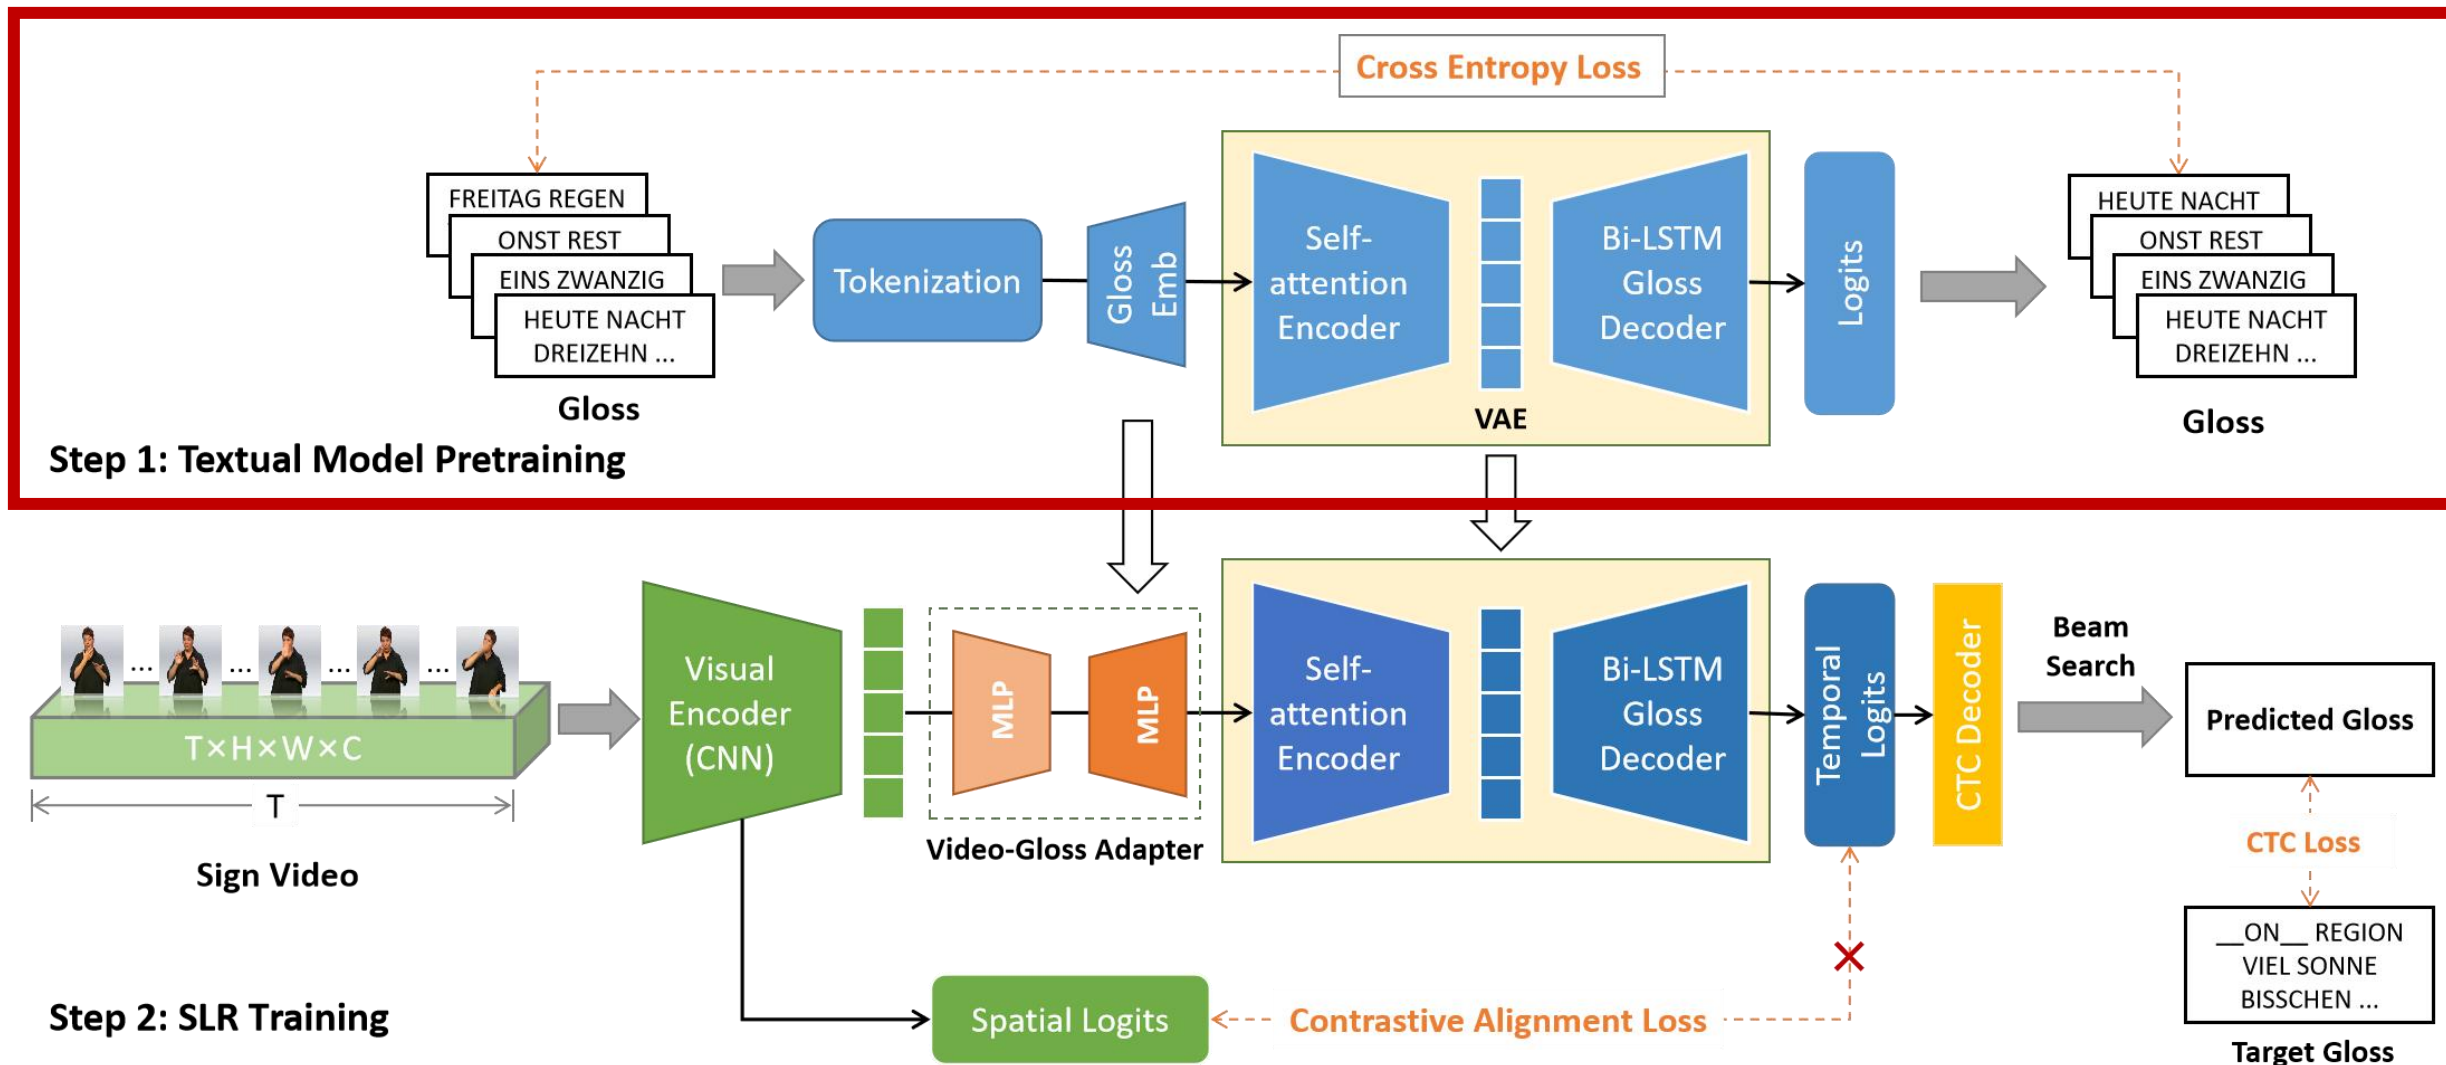 Cross Entropy Loss
FREITAG REGEN
ONST REST
EINS ZWANZIG
HEUTE NACHT
DREIZEHN ...
Gloss
Tokenization
Gloss
Emb
Self-
attention
Encoder
VAE
Bi-LSTM
Gloss
Decoder
Logits
HEUTE NACHT
ONST REST
EINS ZWANZIG
HEUTE NACHT
DREIZEHN ...
Gloss
Step 1: Textual Model Pretraining
... ... ... ...
T×H×W×C
T
Sign Video
Visual
Encoder
(CNN)
MLP
MLP
Video-Gloss Adapter
Self-
attention
Encoder
Bi-LSTM
Gloss
Decoder
Temporal
Logits
CTC Decoder
Beam
Search
Predicted Gloss
CTC Loss
__ON__ REGION
VIEL SONNE
BISSCHEN ...
Target Gloss
Spatial Logits
Contrastive Alignment Loss
Step 2: SLR Training